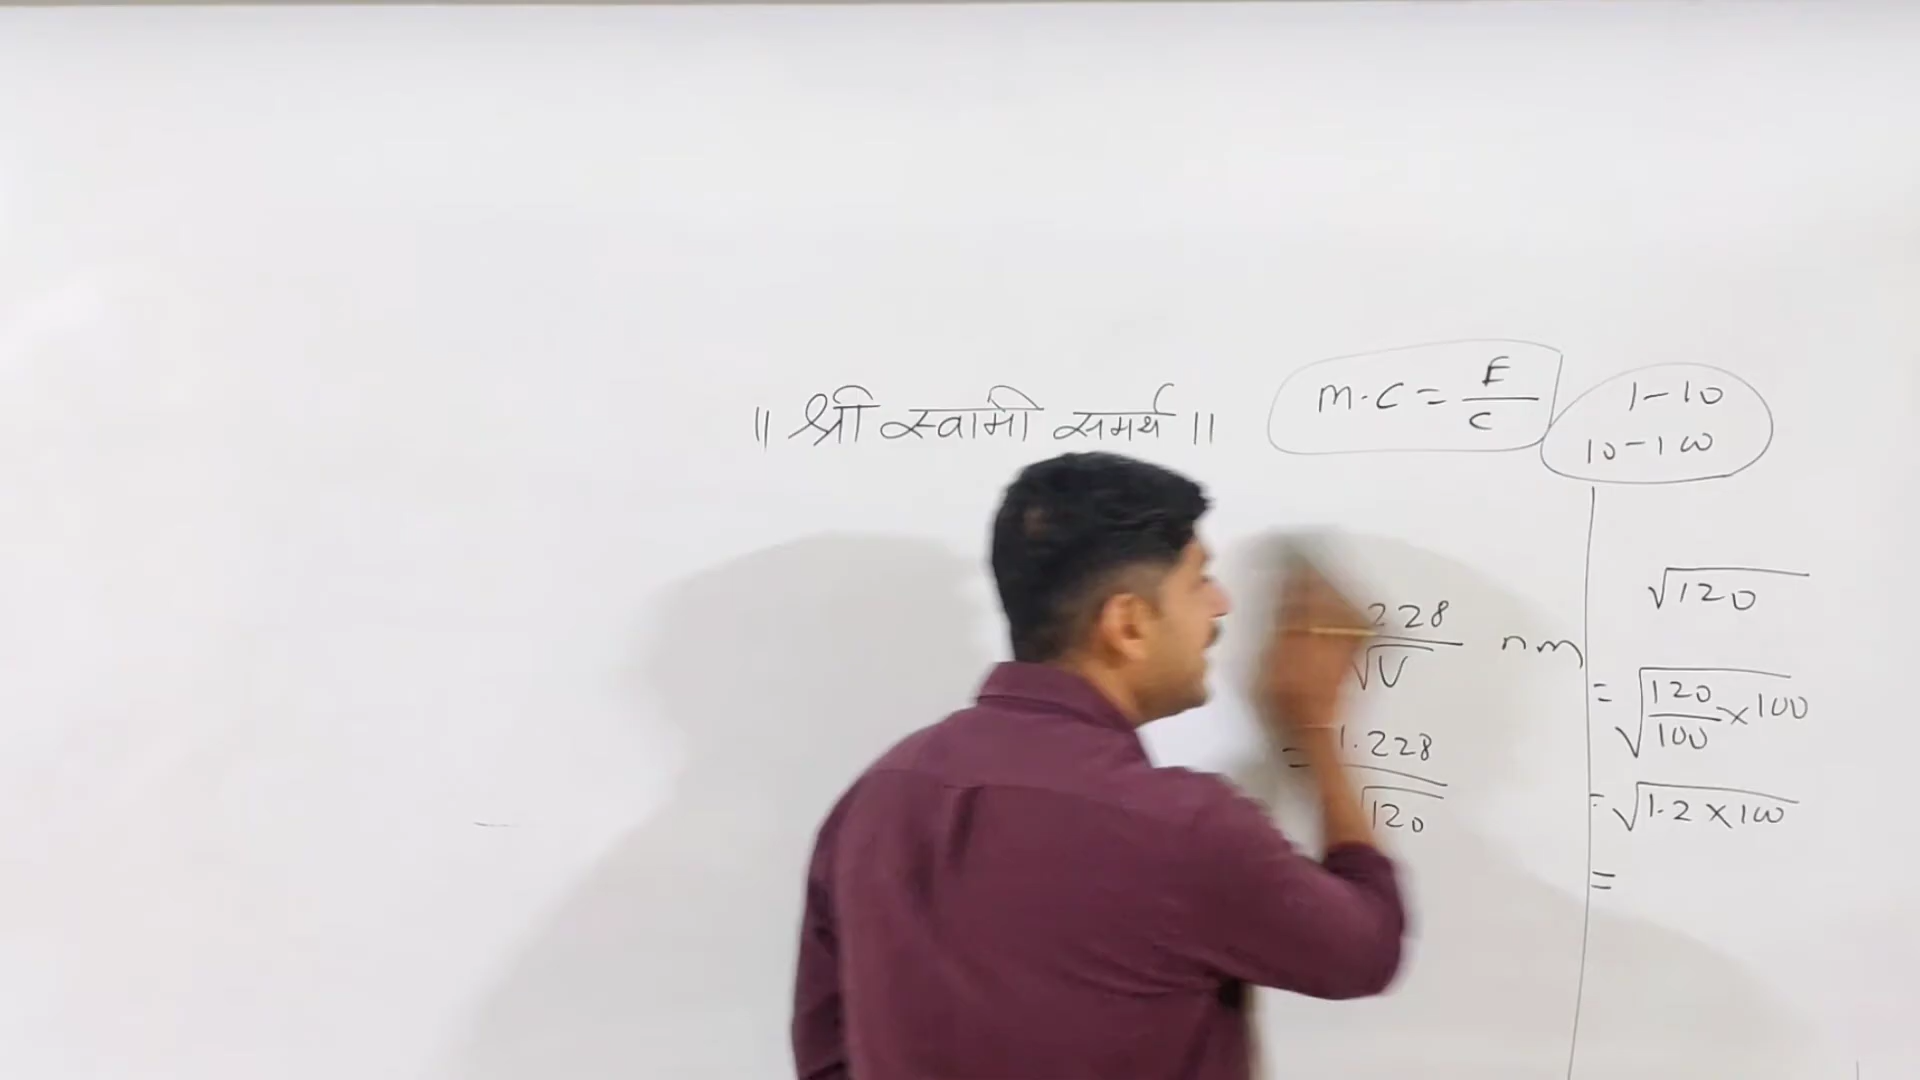 || श्री स्वामी समर्थ ||
m·c = E/c
1-10
10-100
228/√V nm
= 1.228/√120
√120
= √(120/100 × 100)
= √(1.2 × 100)
=